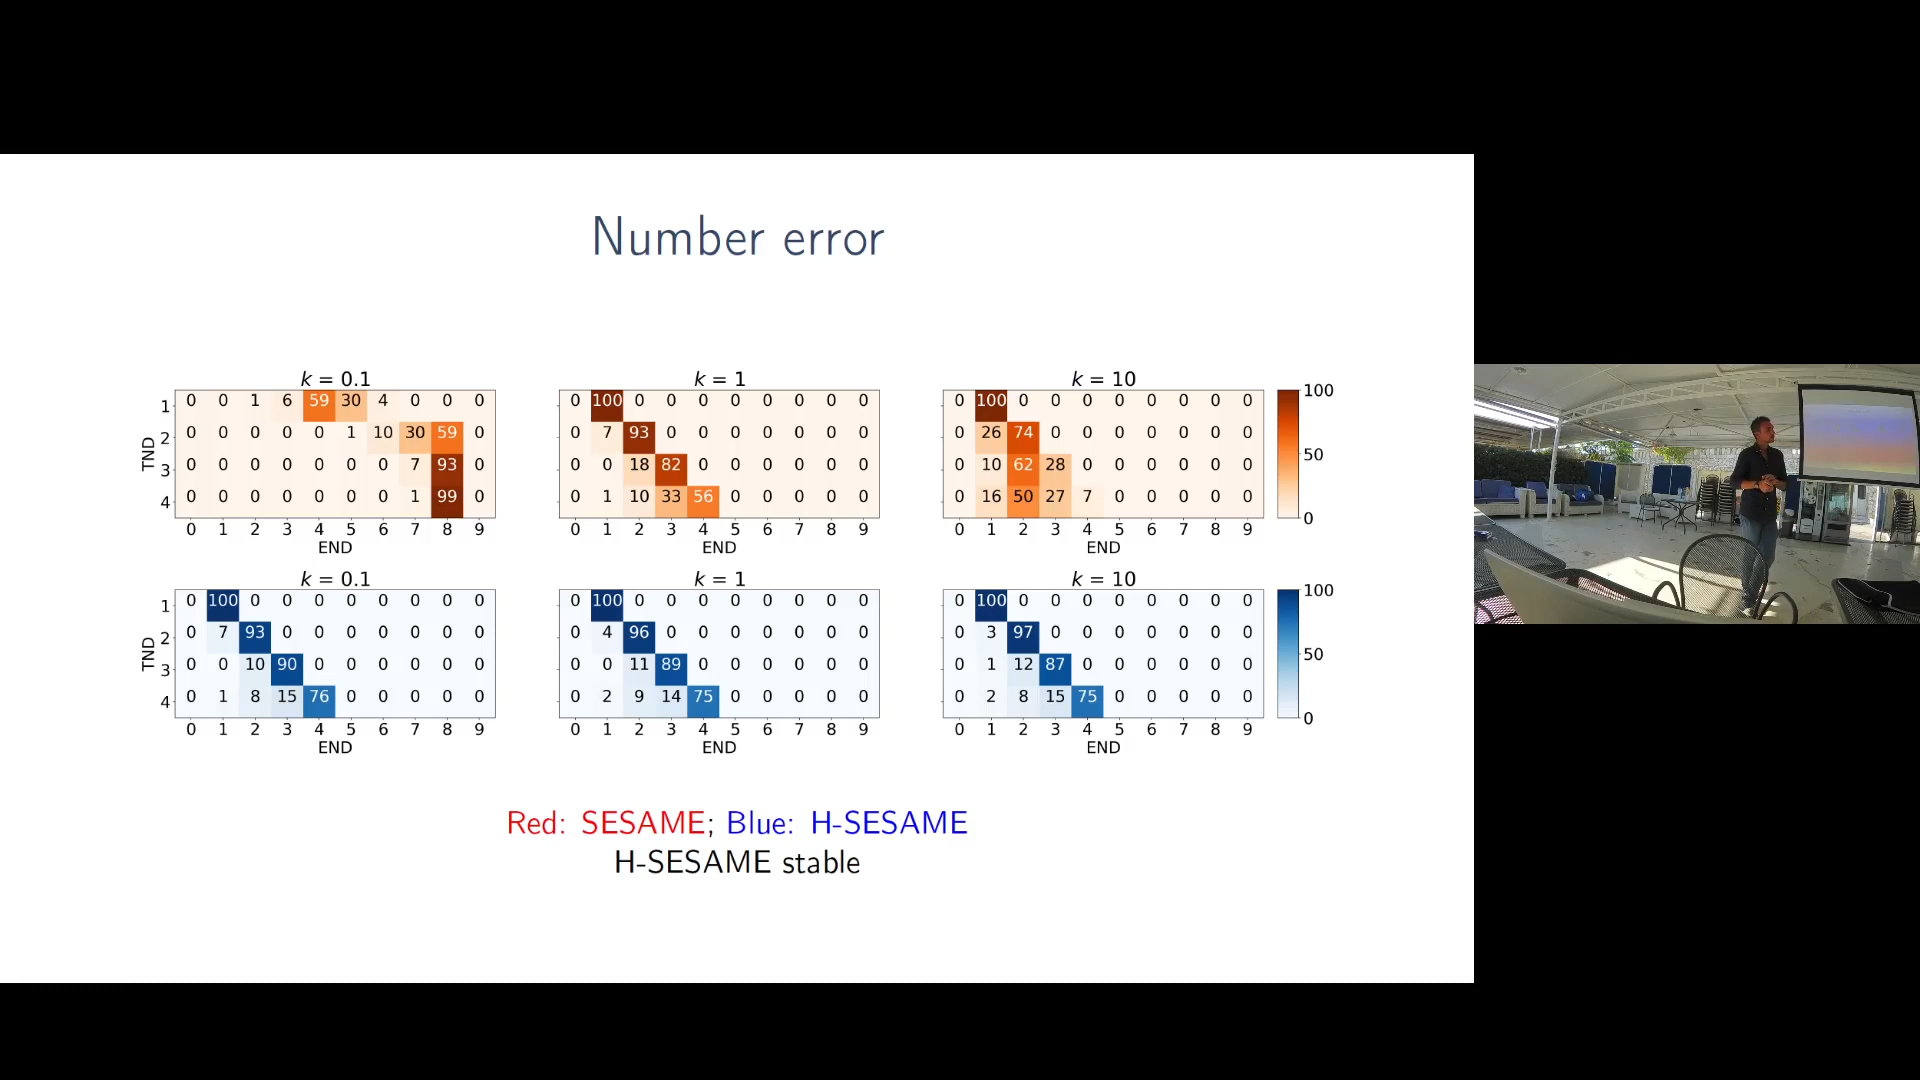 Number error
k = 0.1
k = 1
k = 10
TND
1 0 0 1 6 59 30 4 0 0 0
2 0 0 0 0 0 1 10 30 59 0
3 0 0 0 0 0 0 0 7 93 0
4 0 0 0 0 0 0 0 1 99 0
0 1 2 3 4 5 6 7 8 9
END
0 100 0 0 0 0 0 0 0 0
0 7 93 0 0 0 0 0 0 0
0 0 18 82 0 0 0 0 0 0
0 1 10 33 56 0 0 0 0 0
0 1 2 3 4 5 6 7 8 9
END
0 100 0 0 0 0 0 0 0 0
0 26 74 0 0 0 0 0 0 0
0 10 62 28 0 0 0 0 0 0
0 16 50 27 7 0 0 0 0 0
0 1 2 3 4 5 6 7 8 9
END
100
50
0
k = 0.1
k = 1
k = 10
TND
1 0 100 0 0 0 0 0 0 0 0
2 0 7 93 0 0 0 0 0 0 0
3 0 0 10 90 0 0 0 0 0 0
4 0 1 8 15 76 0 0 0 0 0
0 1 2 3 4 5 6 7 8 9
END
0 100 0 0 0 0 0 0 0 0
0 4 96 0 0 0 0 0 0 0
0 0 11 89 0 0 0 0 0 0
0 2 9 14 75 0 0 0 0 0
0 1 2 3 4 5 6 7 8 9
END
0 100 0 0 0 0 0 0 0 0
0 3 97 0 0 0 0 0 0 0
0 1 12 87 0 0 0 0 0 0
0 2 8 15 75 0 0 0 0 0
0 1 2 3 4 5 6 7 8 9
END
100
50
0
Red: SESAME; Blue: H-SESAME
H-SESAME stable